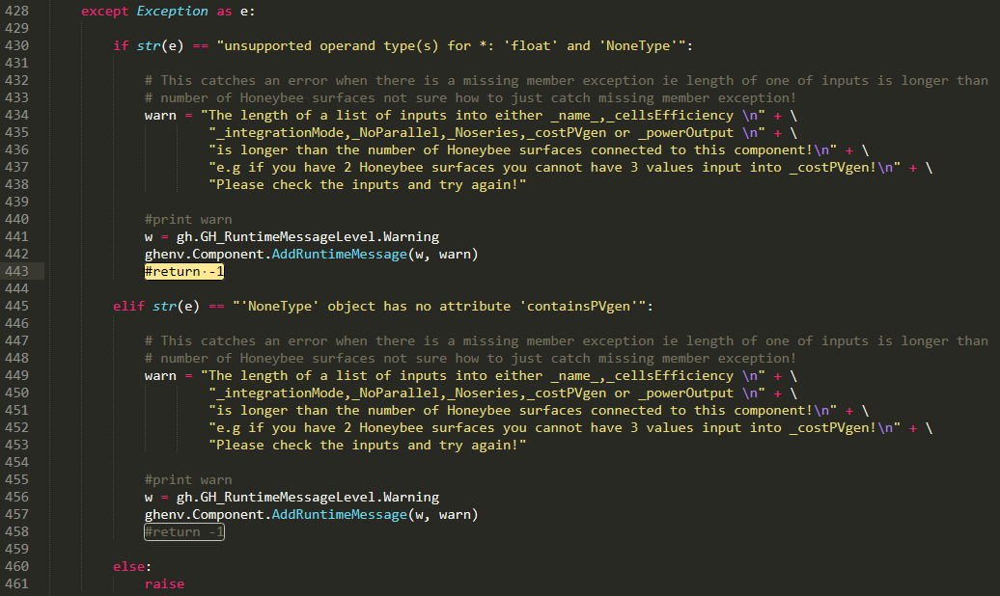 428 except Exception as e:
429
430 if str(e) == "unsupported operand type(s) for *: 'float' and 'NoneType'":
431
432 # This catches an error when there is a missing member exception ie length of one of inputs is longer than
433 # number of Honeybee surfaces not sure how to just catch missing member exception!
434 warn = "The length of a list of inputs into either _name_,_cellsEfficiency \n" + \
435 "_integrationMode,_NoParallel,_Noseries,_costPVgen or _powerOutput \n" + \
436 "is longer than the number of Honeybee surfaces connected to this component!\n" + \
437 "e.g if you have 2 Honeybee surfaces you cannot have 3 values input into _costPVgen!\n" + \
438 "Please check the inputs and try again!"
439
440 #print warn
441 w = gh.GH_RuntimeMessageLevel.Warning
442 ghenv.Component.AddRuntimeMessage(w, warn)
443 #return·-1
444
445 elif str(e) == "'NoneType' object has no attribute 'containsPVgen'":
446
447 # This catches an error when there is a missing member exception ie length of one of inputs is longer than
448 # number of Honeybee surfaces not sure how to just catch missing member exception!
449 warn = "The length of a list of inputs into either _name_,_cellsEfficiency \n" + \
450 "_integrationMode,_NoParallel,_Noseries,_costPVgen or _powerOutput \n" + \
451 "is longer than the number of Honeybee surfaces connected to this component!\n" + \
452 "e.g if you have 2 Honeybee surfaces you cannot have 3 values input into _costPVgen!\n" + \
453 "Please check the inputs and try again!"
454
455 #print warn
456 w = gh.GH_RuntimeMessageLevel.Warning
457 ghenv.Component.AddRuntimeMessage(w, warn)
458 #return -1
459
460 else:
461 raise